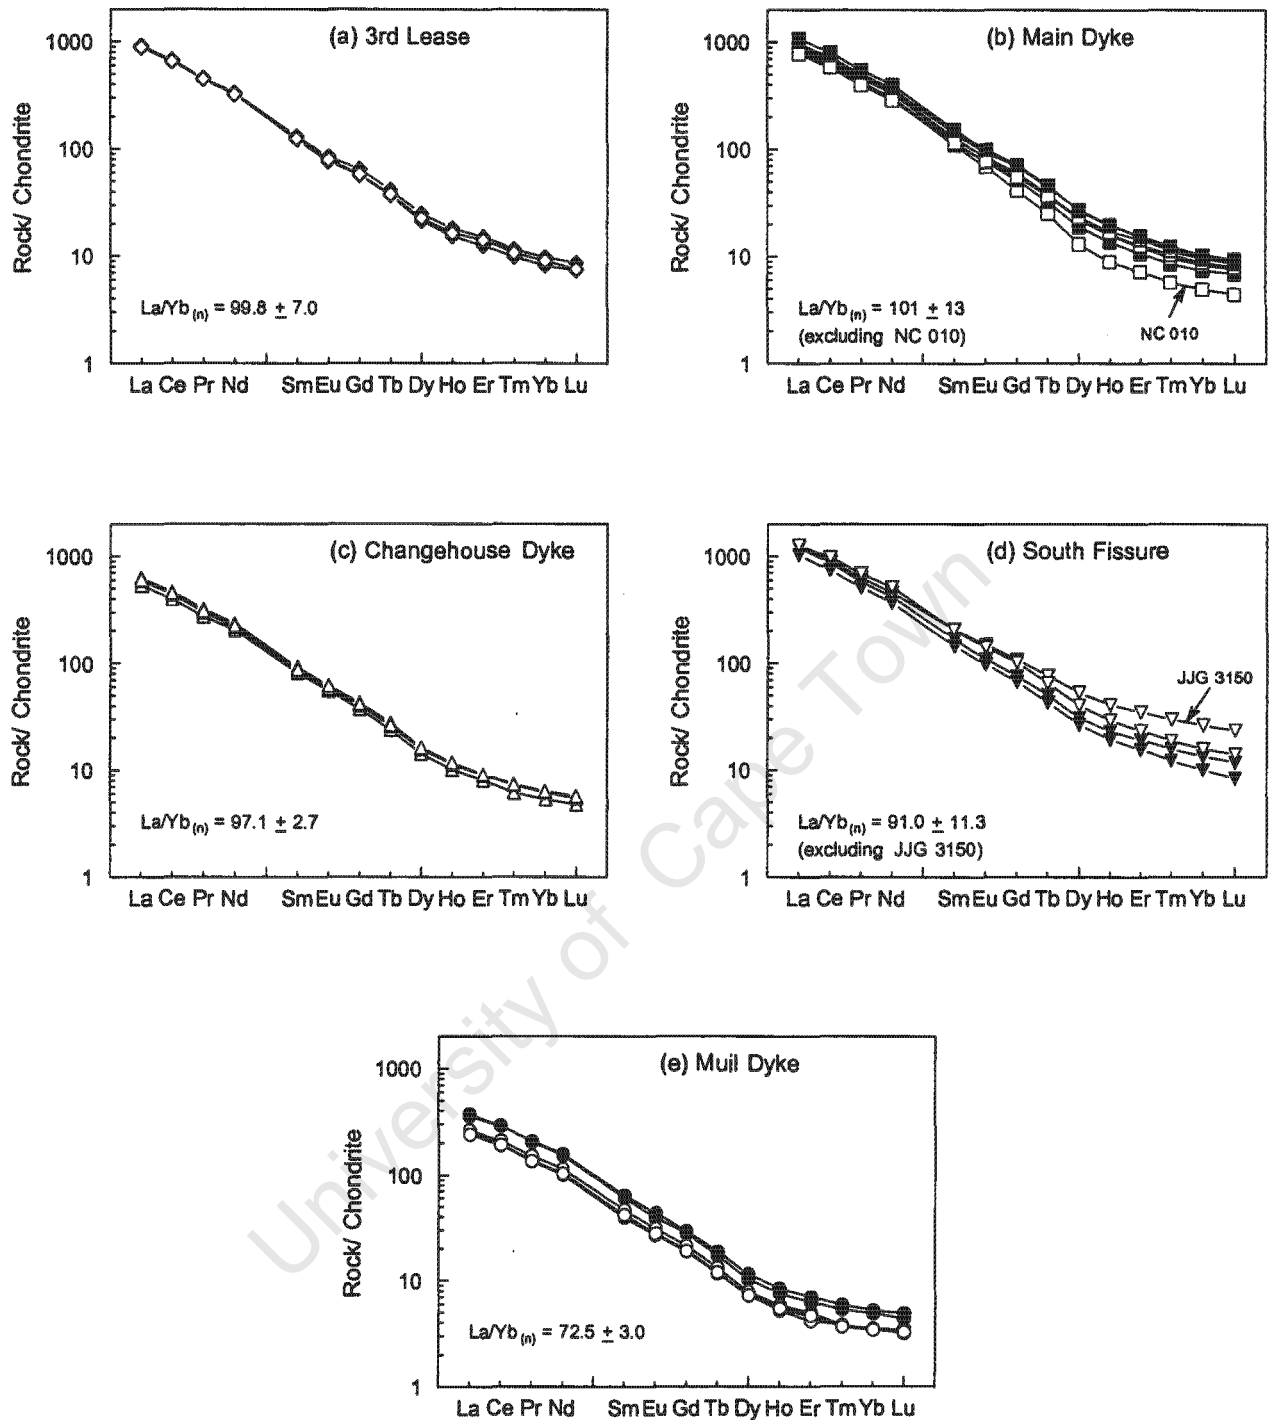 (a) 3rd Lease
1000
100
10
1
Rock/ Chondrite
La/Yb (n) = 99.8 ± 7.0
La Ce Pr Nd Sm Eu Gd Tb Dy Ho Er Tm Yb Lu
(b) Main Dyke
1000
100
10
1
Rock/ Chondrite
La/Yb (n) = 101 ± 13
(excluding NC 010)
NC 010
La Ce Pr Nd Sm Eu Gd Tb Dy Ho Er Tm Yb Lu
(c) Changehouse Dyke
1000
100
10
1
Rock/ Chondrite
La/Yb (n) = 97.1 ± 2.7
La Ce Pr Nd Sm Eu Gd Tb Dy Ho Er Tm Yb Lu
(d) South Fissure
1000
100
10
1
Rock/ Chondrite
JJG 3150
La/Yb (n) = 91.0 ± 11.3
(excluding JJG 3150)
La Ce Pr Nd Sm Eu Gd Tb Dy Ho Er Tm Yb Lu
(e) Muil Dyke
1000
100
10
1
Rock/ Chondrite
La/Yb (n) = 72.5 ± 3.0
La Ce Pr Nd Sm Eu Gd Tb Dy Ho Er Tm Yb Lu
University of Cape Town